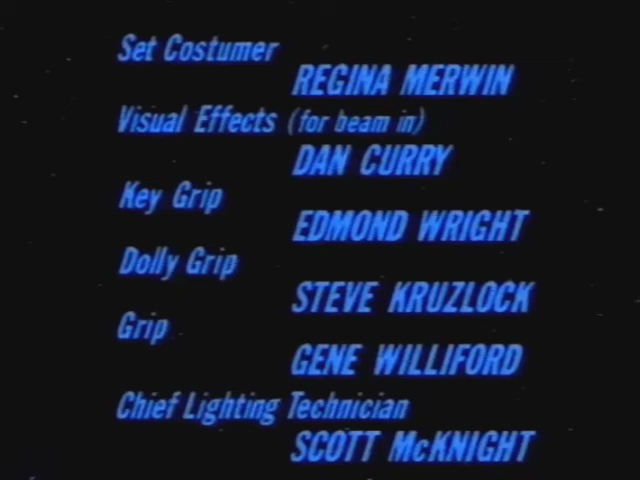 Set Costumer
REGINA MERWIN
Visual Effects (for beam in)
DAN CURRY
Key Grip
EDMOND WRIGHT
Dolly Grip
STEVE KRUZLOCK
Grip
GENE WILLIFORD
Chief Lighting Technician
SCOTT McKNIGHT